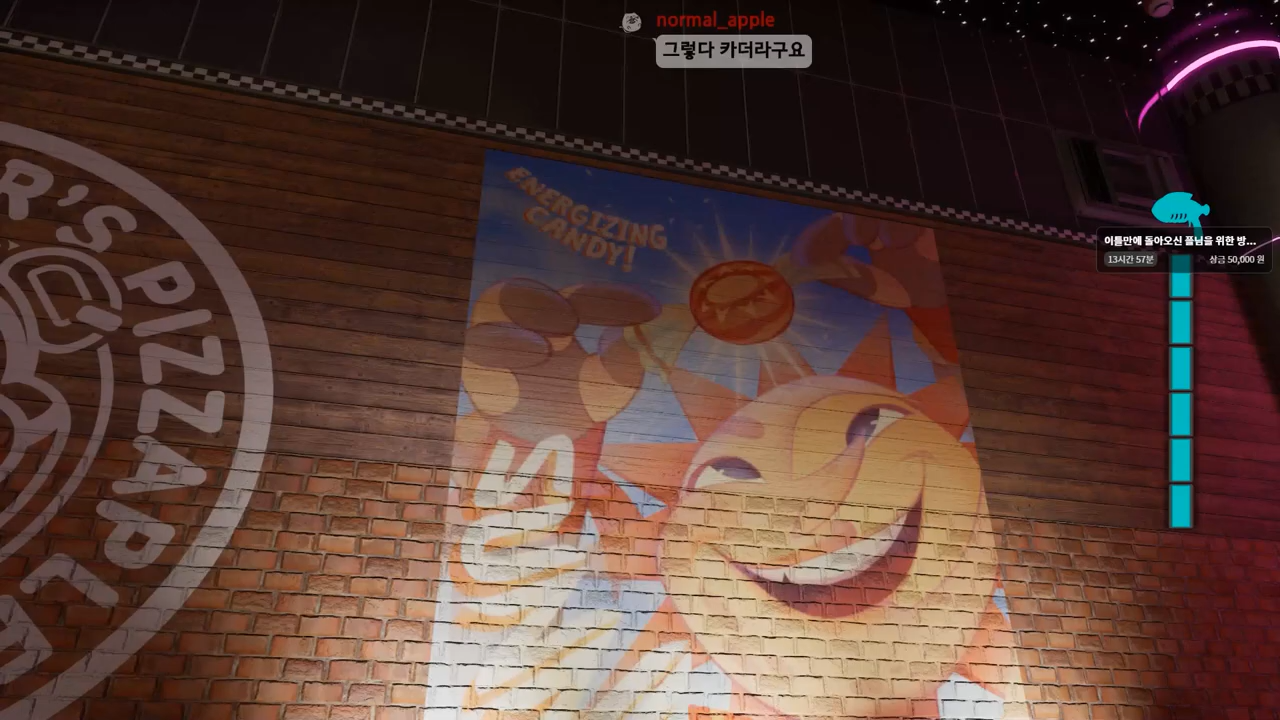 normal_apple
그렇다 카더라구요
ENERGIZING
CANDY!
R'S PIZZAPL
이틀만에 돌아오신 플님을 위한 방...
13시간 57분
상금 50,000 원